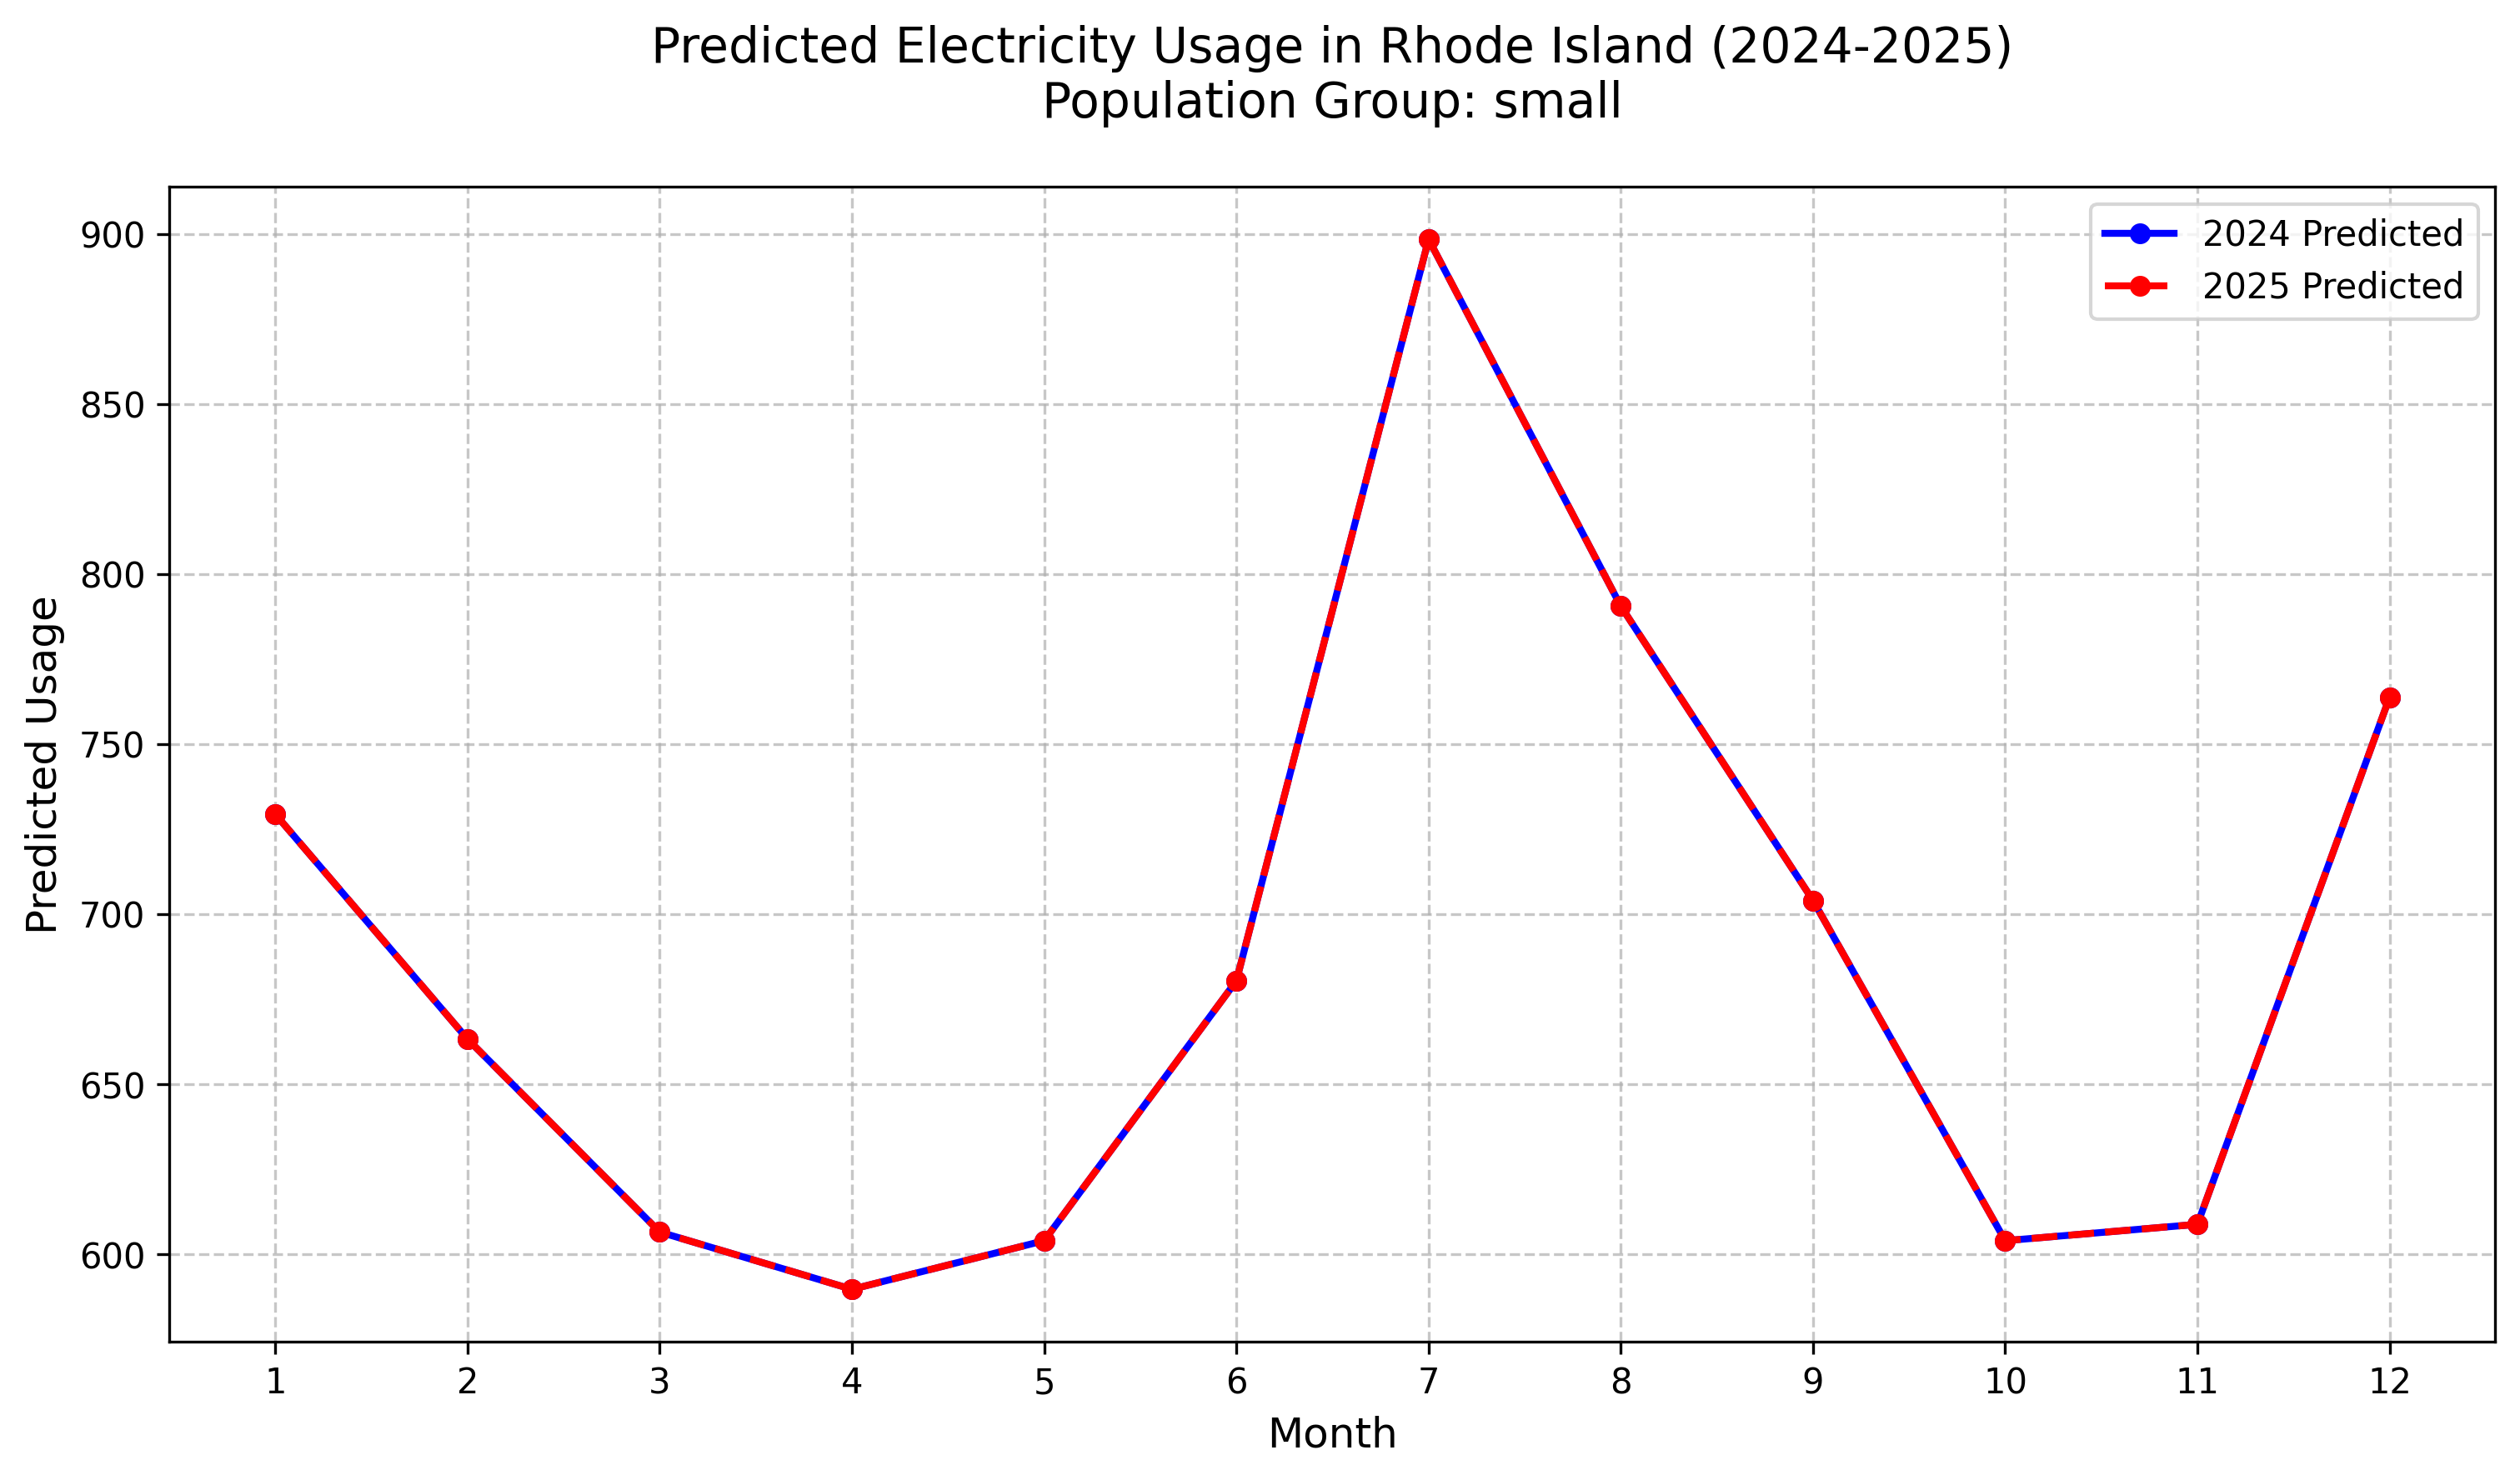 Predicted Electricity Usage in Rhode Island (2024-2025)
Population Group: small
2024 Predicted
2025 Predicted
Predicted Usage
900
850
800
750
700
650
600
1 2 3 4 5 6 7 8 9 10 11 12
Month